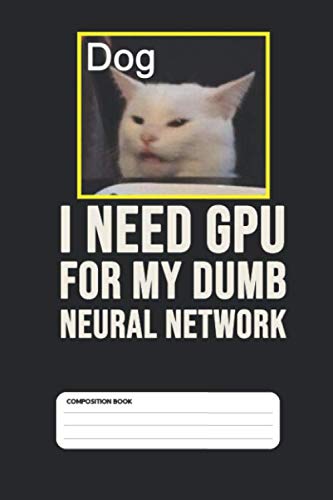 Dog
I NEED GPU
FOR MY DUMB
NEURAL NETWORK
COMPOSITION BOOK